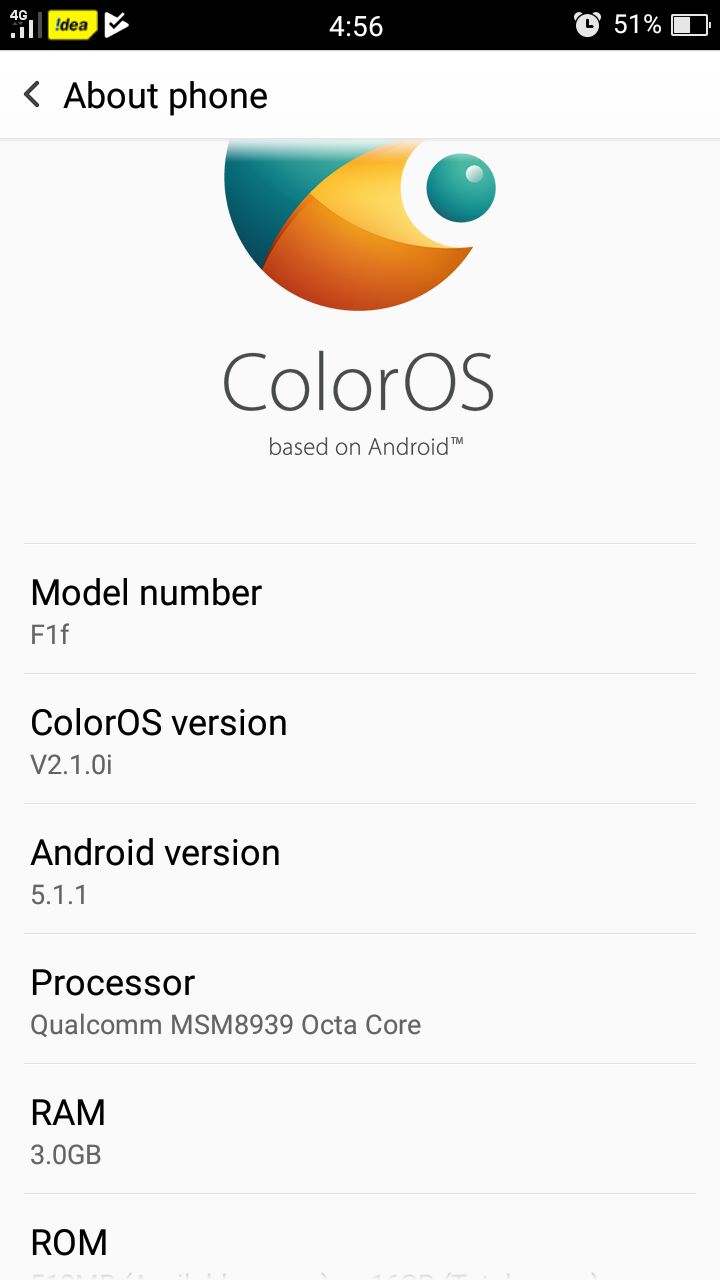 4G !dea 4:56 51%
About phone
ColorOS
based on Android™
Model number
F1f
ColorOS version
V2.1.0i
Android version
5.1.1
Processor
Qualcomm MSM8939 Octa Core
RAM
3.0GB
ROM